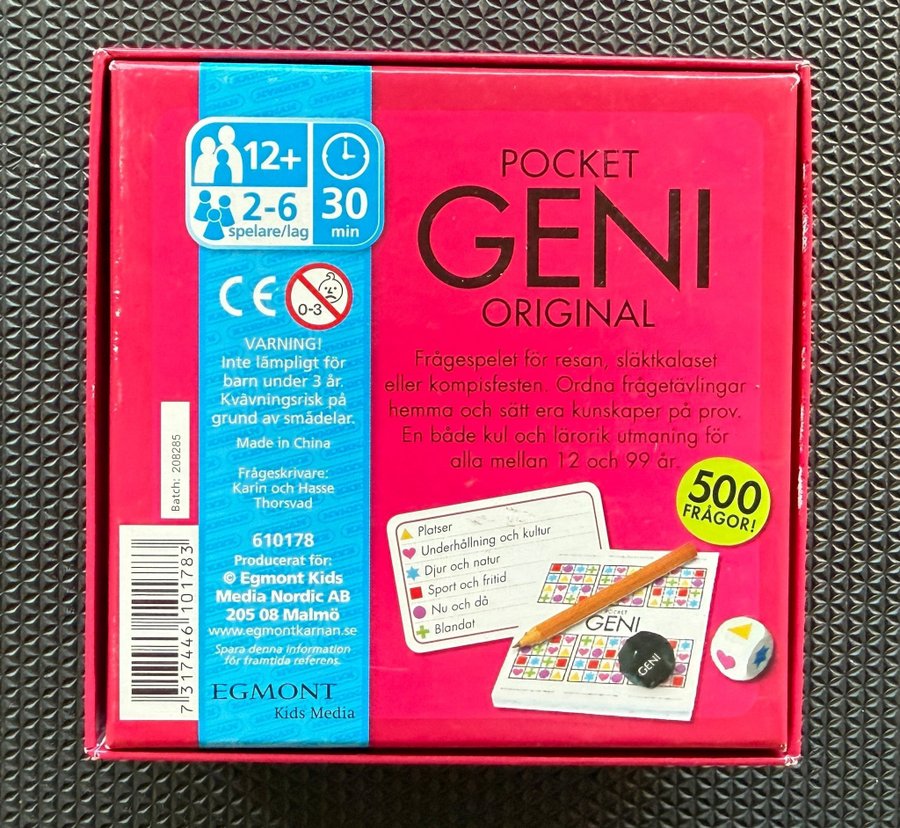 12+
2-6
spelare/lag
30
min
CE
0-3
VARNING!
Inte lämpligt för
barn under 3 år.
Kvävningsrisk på
grund av smådelar.
Made in China
Frågeskrivare:
Karin och Hasse
Thorsvad
610178
Producerat för:
© Egmont Kids
Media Nordic AB
205 08 Malmö
www.egmontkarnan.se
Spara denna information
för framtida referens.
EGMONT
Kids Media
Batch: 208285
7 317446 101783
POCKET
GENI
ORIGINAL
Frågespelet för resan, släktkalaset
eller kompisfesten. Ordna frågetävlingar
hemma och sätt era kunskaper på prov.
En både kul och lärorik utmaning för
alla mellan 12 och 99 år.
500
FRÅGOR!
Platser
Underhållning och kultur
Djur och natur
Sport och fritid
Nu och då
Blandat
POCKET
GENI
GENI